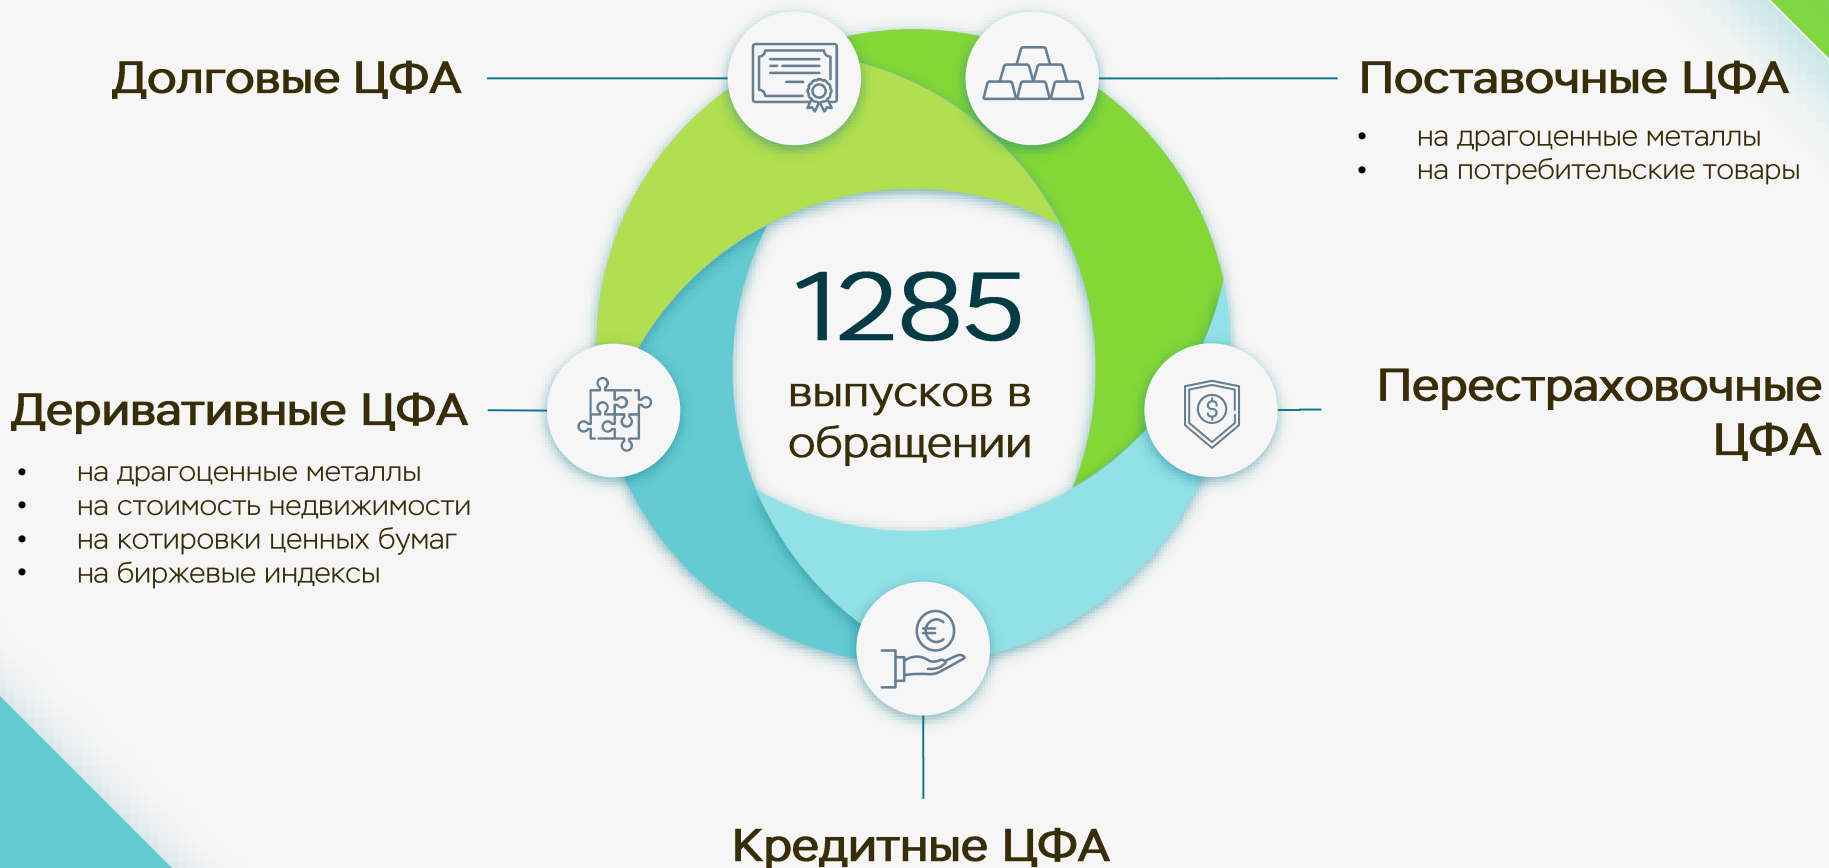 Долговые ЦФА
Поставочные ЦФА
• на драгоценные металлы
• на потребительские товары
1285
выпусков в
обращении
Деривативные ЦФА
• на драгоценные металлы
• на стоимость недвижимости
• на котировки ценных бумаг
• на биржевые индексы
Перестраховочные
ЦФА
Кредитные ЦФА